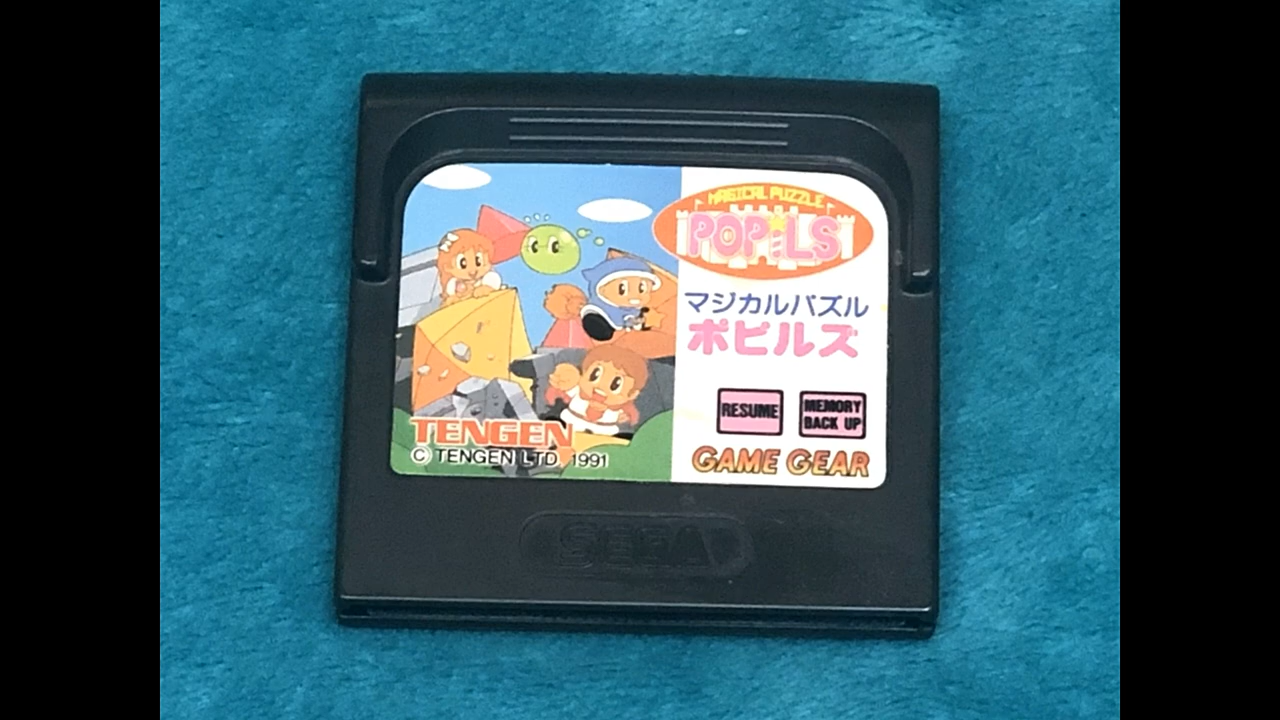 MAGICAL PUZZLE
POPiLS
マジカルパズル
ポピルズ
RESUME
MEMORY
BACK UP
GAME GEAR
TENGEN
© TENGEN LTD. 1991
SEGA